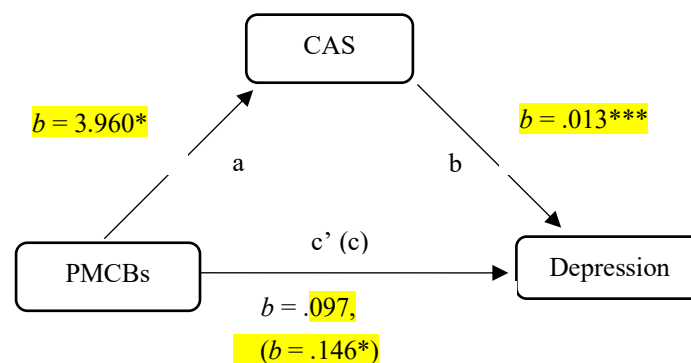 CAS
b = 3.960*
b = .013***
a
b
c’ (c)
PMCBs
Depression
b = .097,
(b = .146*)